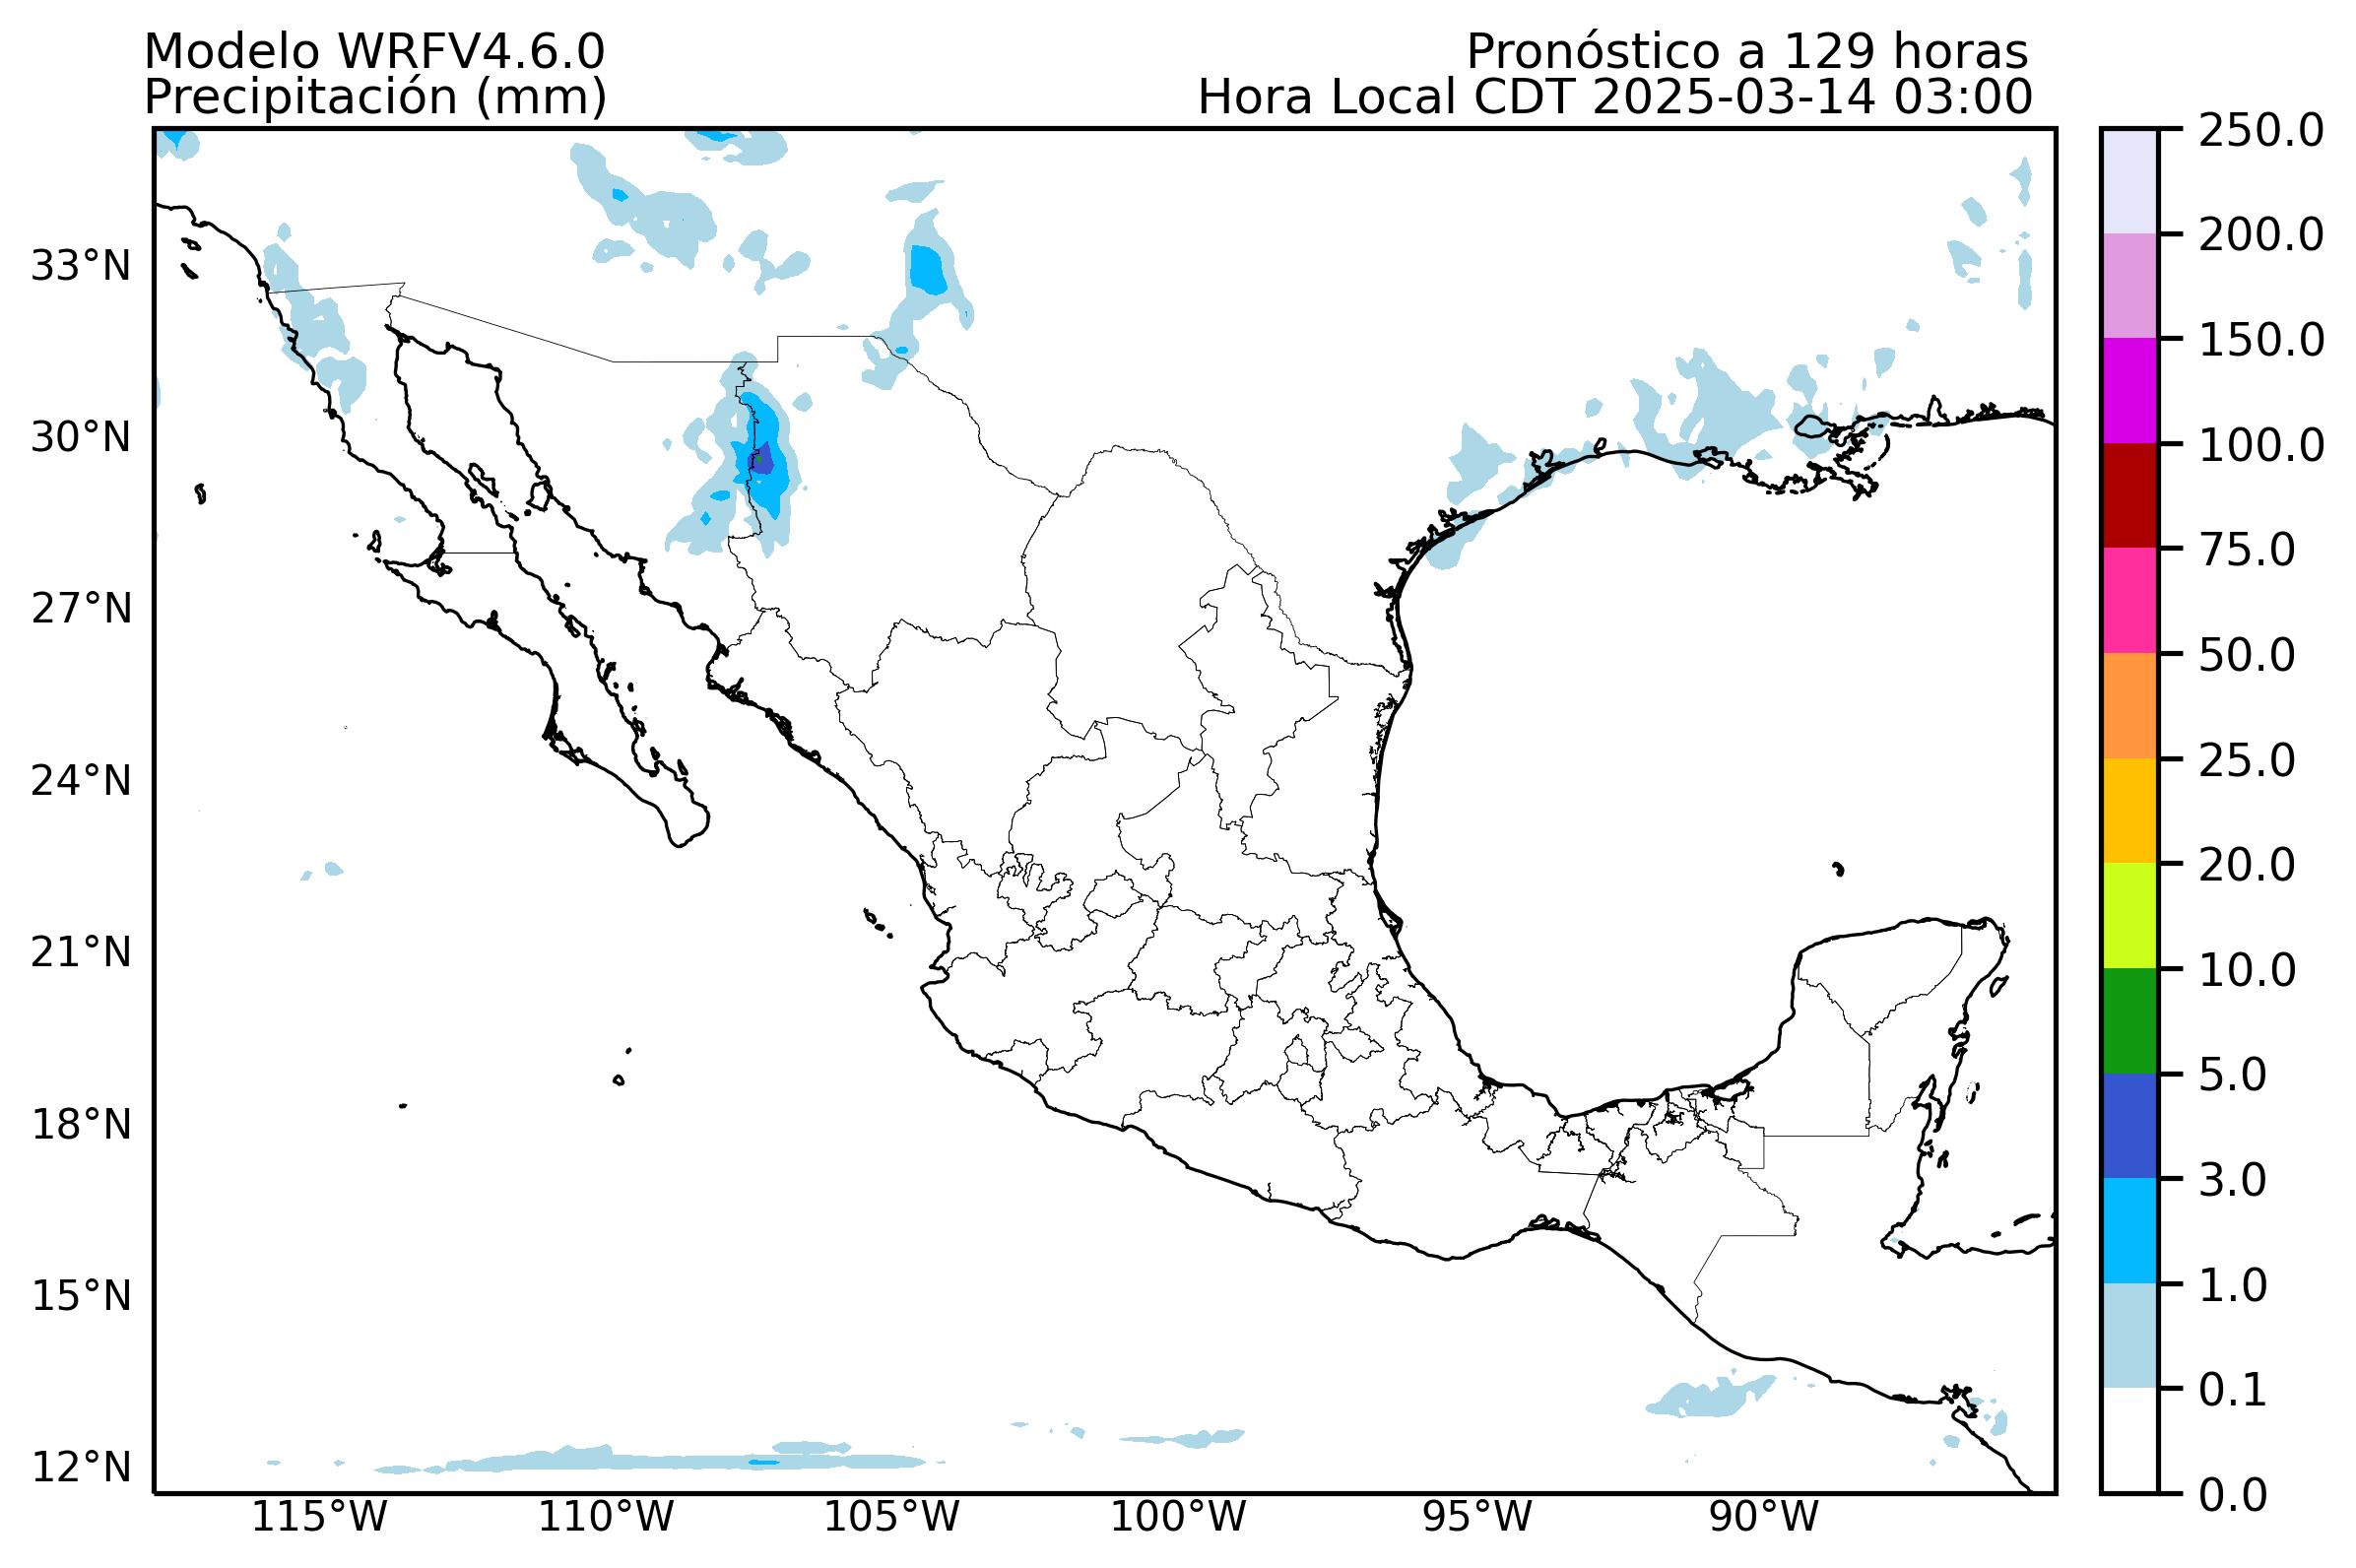 Modelo WRFV4.6.0
Precipitación (mm)
Pronóstico a 129 horas
Hora Local CDT 2025-03-14 03:00
33°N
30°N
27°N
24°N
21°N
18°N
15°N
12°N
115°W
110°W
105°W
100°W
95°W
90°W
250.0
200.0
150.0
100.0
75.0
50.0
25.0
20.0
10.0
5.0
3.0
1.0
0.1
0.0